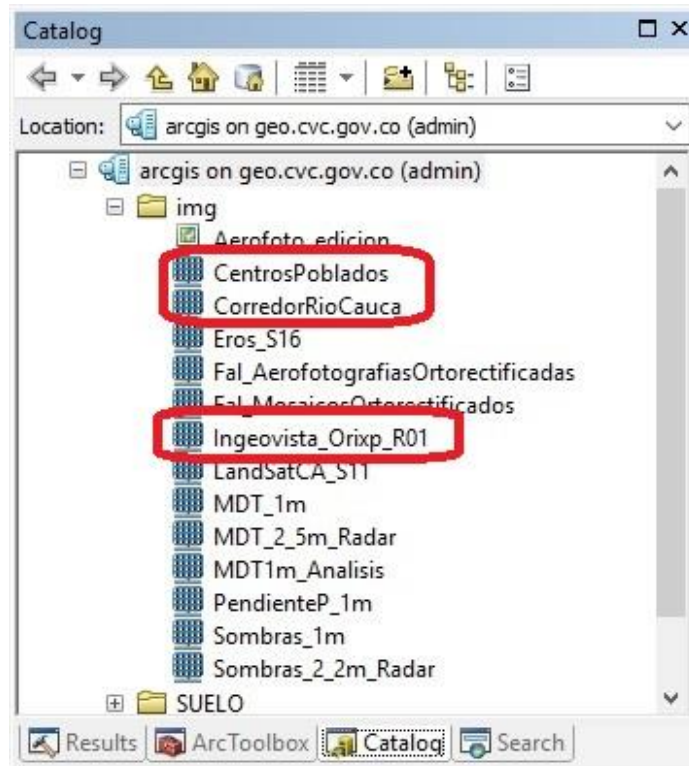 Catalog
Location: arcgis on geo.cvc.gov.co (admin)
arcgis on geo.cvc.gov.co (admin)
img
Aerofoto_edicion
CentrosPoblados
CorredorRioCauca
Eros_S16
Fal_AerofotografiasOrtorectificadas
Fal_MosaicosOrtorectificados
Ingeovista_Orixp_R01
LandSatCA_S11
MDT_1m
MDT_2_5m_Radar
MDT1m_Analisis
PendienteP_1m
Sombras_1m
Sombras_2_2m_Radar
SUELO
Results ArcToolbox Catalog Search